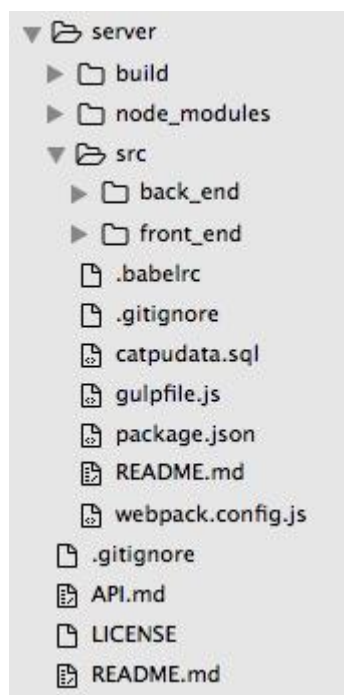 server
build
node_modules
src
back_end
front_end
.babelrc
.gitignore
catpudata.sql
gulpfile.js
package.json
README.md
webpack.config.js
.gitignore
API.md
LICENSE
README.md